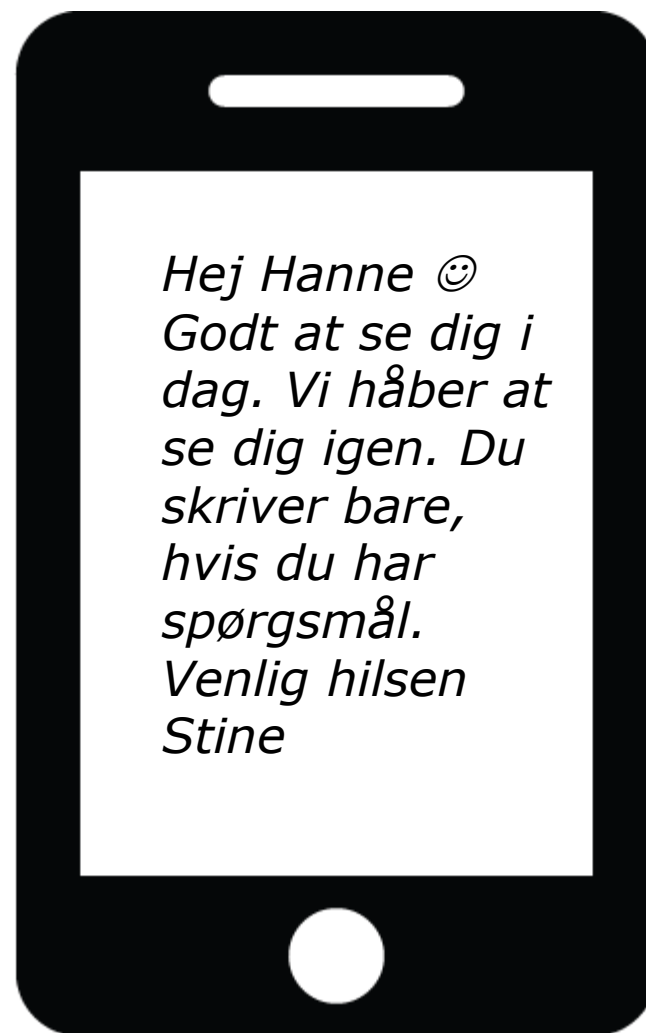 Hej Hanne ☺
Godt at se dig i
dag. Vi håber at
se dig igen. Du
skriver bare,
hvis du har
spørgsmål.
Venlig hilsen
Stine